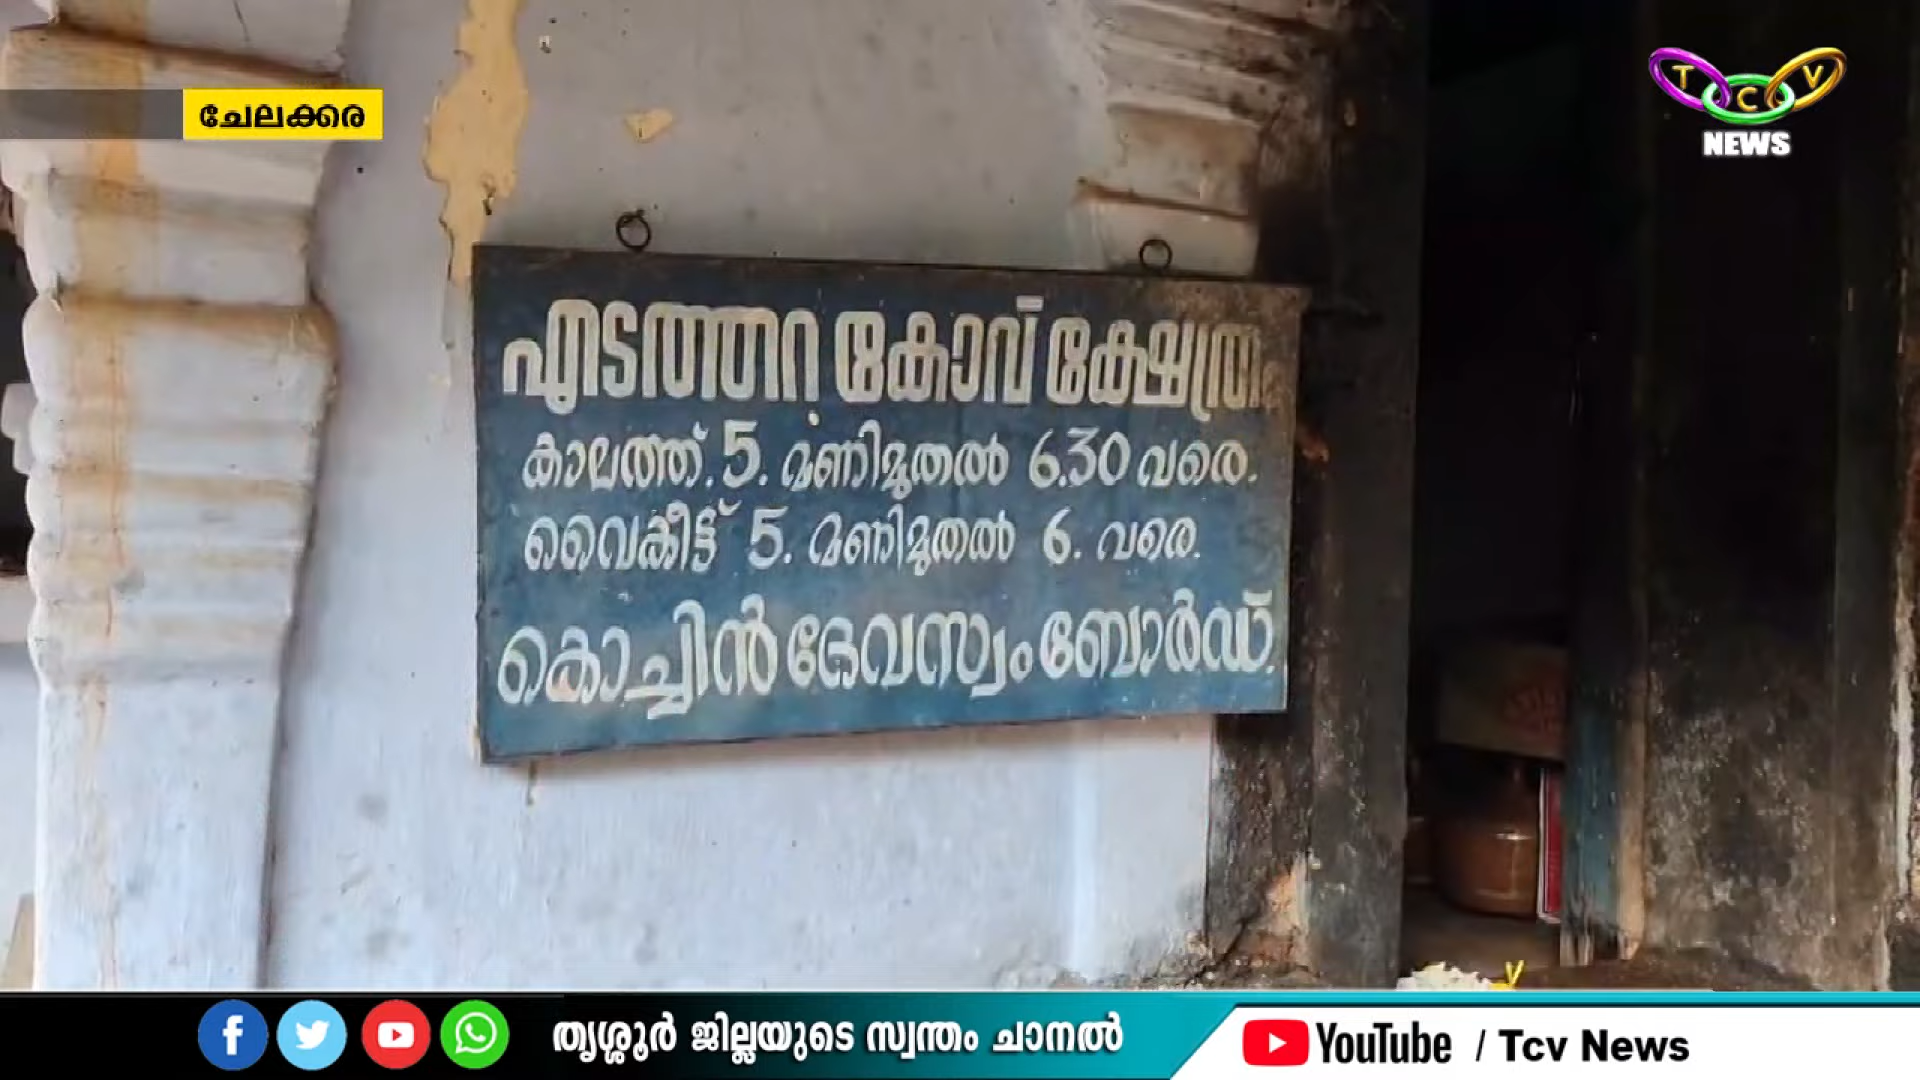 ചേലക്കര
TCV
NEWS
എടത്തറ കോവ് ക്ഷേത്രം
കാലത്ത്. 5. മണിമുതൽ 6.30 വരെ.
വൈകീട്ട് 5. മണിമുതൽ 6. വരെ.
കൊച്ചിൻ ദേവസ്വം ബോർഡ്.
തൃശ്ശൂർ ജില്ലയുടെ സ്വന്തം ചാനൽ
YouTube / Tcv News